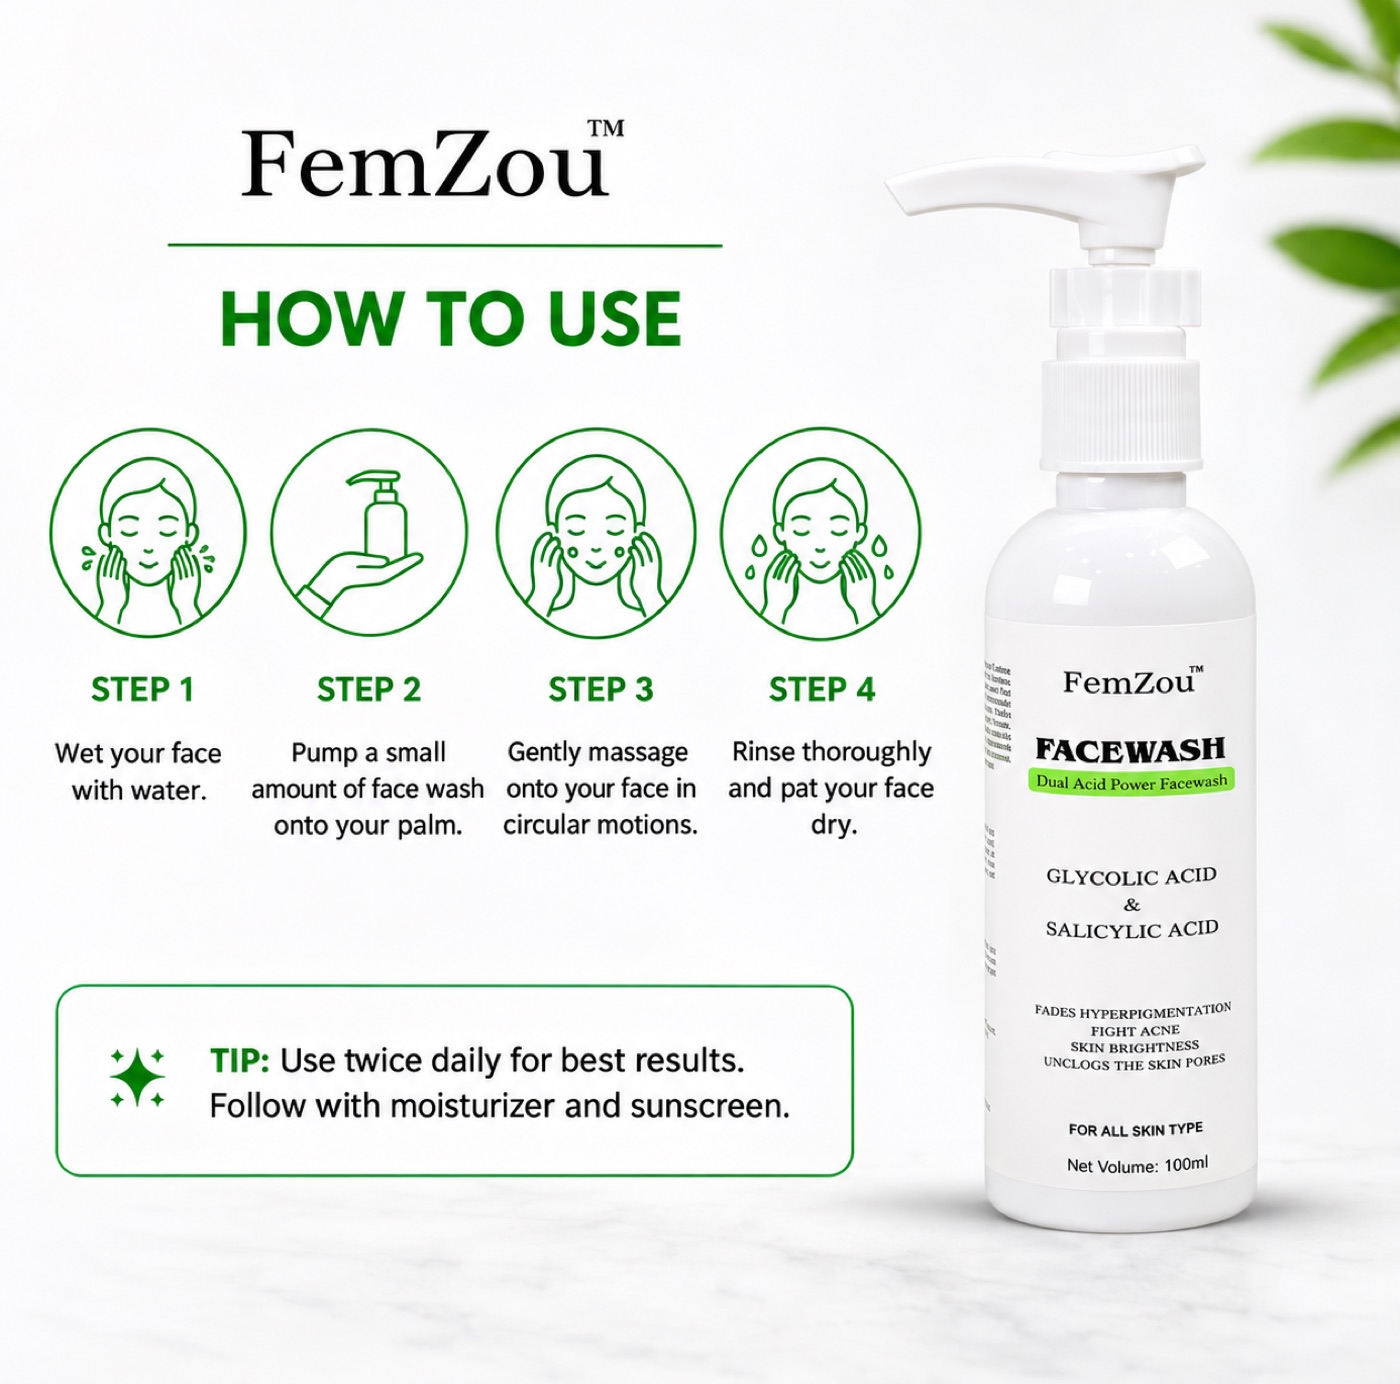 FemZou™
HOW TO USE
STEP 1
Wet your face
with water.
STEP 2
Pump a small
amount of face wash
onto your palm.
STEP 3
Gently massage
onto your face in
circular motions.
STEP 4
Rinse thoroughly
and pat your face
dry.
TIP: Use twice daily for best results.
Follow with moisturizer and sunscreen.
FemZou™
FACEWASH
Dual Acid Power Facewash
GLYCOLIC ACID
&
SALICYLIC ACID
FADES HYPERPIGMENTATION
FIGHT ACNE
SKIN BRIGHTNESS
UNCLOGS THE SKIN PORES
FOR ALL SKIN TYPE
Net Volume: 100ml